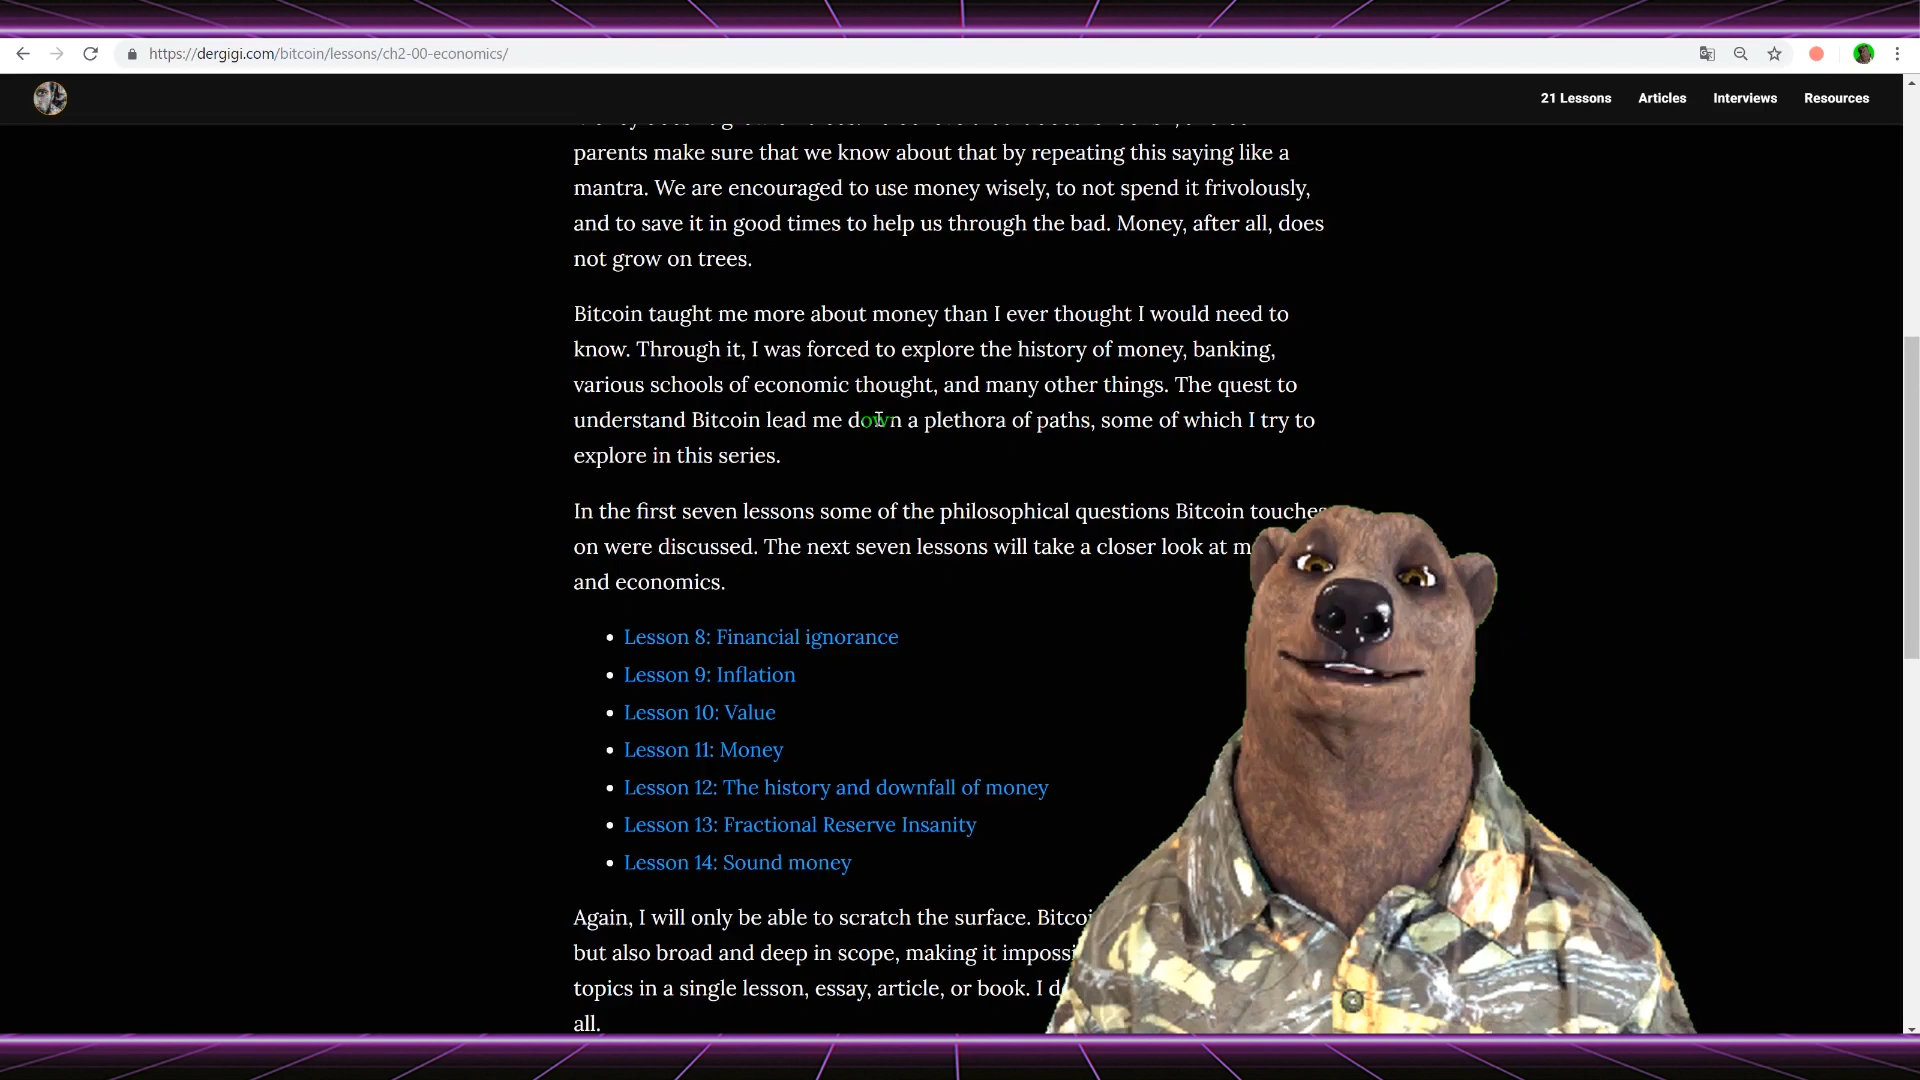 https://dergigi.com/bitcoin/lessons/ch2-00-economics/
21 Lessons Articles Interviews Resources
parents make sure that we know about that by repeating this saying like a
mantra. We are encouraged to use money wisely, to not spend it frivolously,
and to save it in good times to help us through the bad. Money, after all, does
not grow on trees.
Bitcoin taught me more about money than I ever thought I would need to
know. Through it, I was forced to explore the history of money, banking,
various schools of economic thought, and many other things. The quest to
understand Bitcoin lead me down a plethora of paths, some of which I try to
explore in this series.
In the first seven lessons some of the philosophical questions Bitcoin touches
on were discussed. The next seven lessons will take a closer look at
and economics.
• Lesson 8: Financial ignorance
• Lesson 9: Inflation
• Lesson 10: Value
• Lesson 11: Money
• Lesson 12: The history and downfall of money
• Lesson 13: Fractional Reserve Insanity
• Lesson 14: Sound money
Again, I will only be able to scratch the surface.
but also broad and deep in scope, making it
topics in a single lesson, essay, article, or book. I
all.